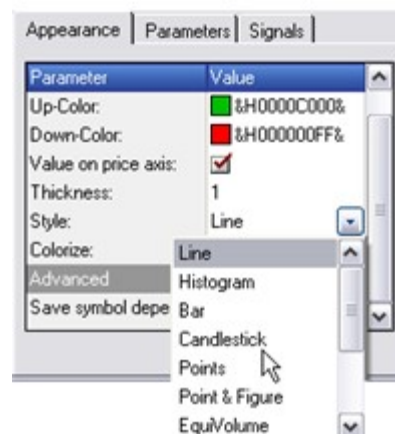 Appearance Parameters Signals
Parameter Value
Up-Color: &H0000C000&
Down-Color: &H000000FF&
Value on price axis:
Thickness: 1
Style: Line
Colorize: Line
Advanced Histogram
Save symbol depe Bar
Candlestick
Points
Point & Figure
EquiVolume